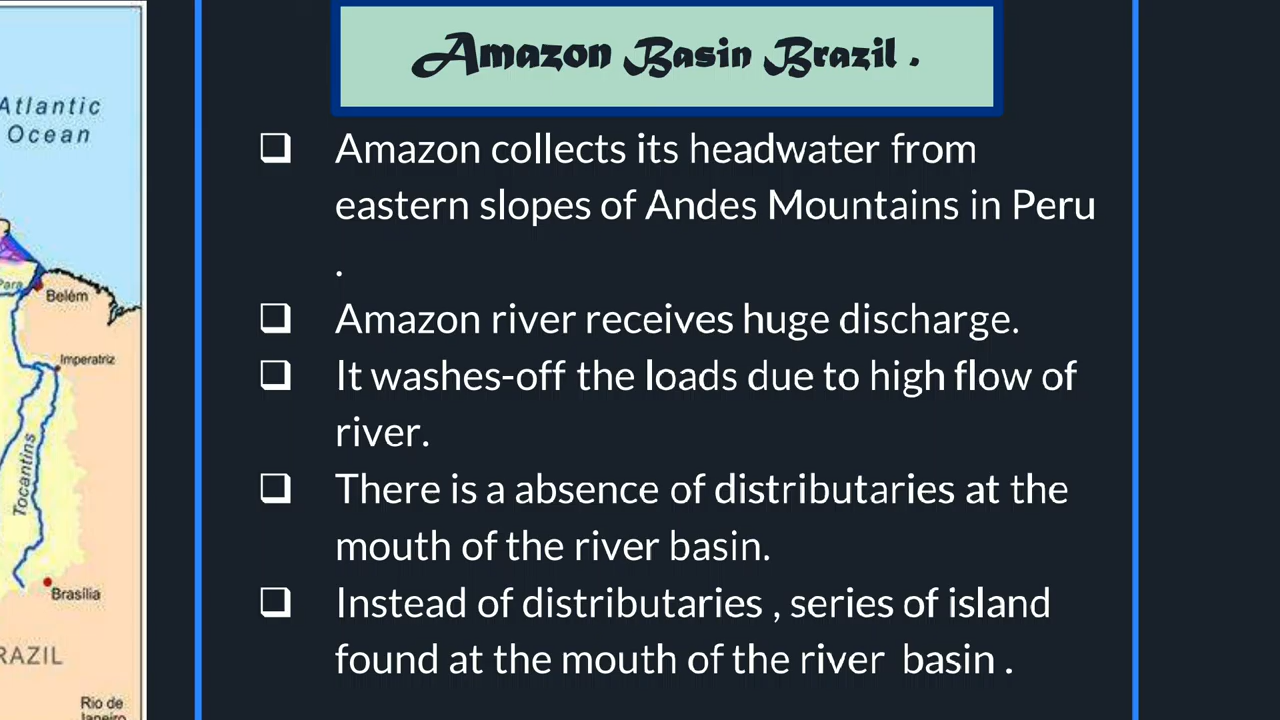 Amazon Basin Brazil .
Atlantic
Ocean
Para
Belém
Imperatriz
Tocantins
Brasília
RAZIL
Rio de
Janeiro
❑ Amazon collects its headwater from
eastern slopes of Andes Mountains in Peru
.
❑ Amazon river receives huge discharge.
❑ It washes-off the loads due to high flow of
river.
❑ There is a absence of distributaries at the
mouth of the river basin.
❑ Instead of distributaries , series of island
found at the mouth of the river basin .